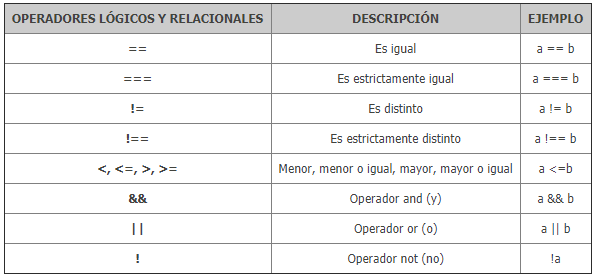 OPERADORES LÓGICOS Y RELACIONALES DESCRIPCIÓN EJEMPLO
== Es igual a == b
=== Es estrictamente igual a === b
!= Es distinto a != b
!== Es estrictamente distinto a !== b
<, <=, >, >= Menor, menor o igual, mayor, mayor o igual a <=b
&& Operador and (y) a && b
|| Operador or (o) a || b
! Operador not (no) !a